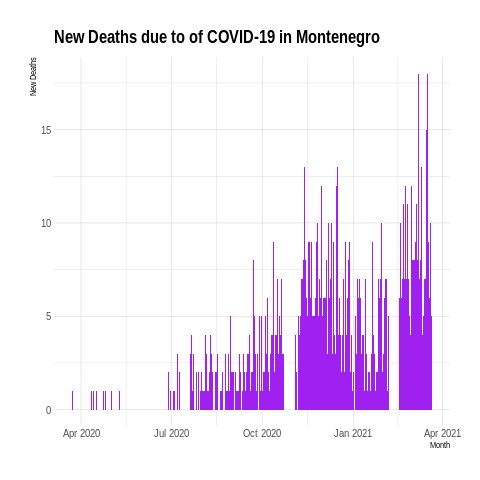 New Deaths due to of COVID-19 in Montenegro
New Deaths
15
10
5
0
Apr 2020 Jul 2020 Oct 2020 Jan 2021 Apr 2021
Month